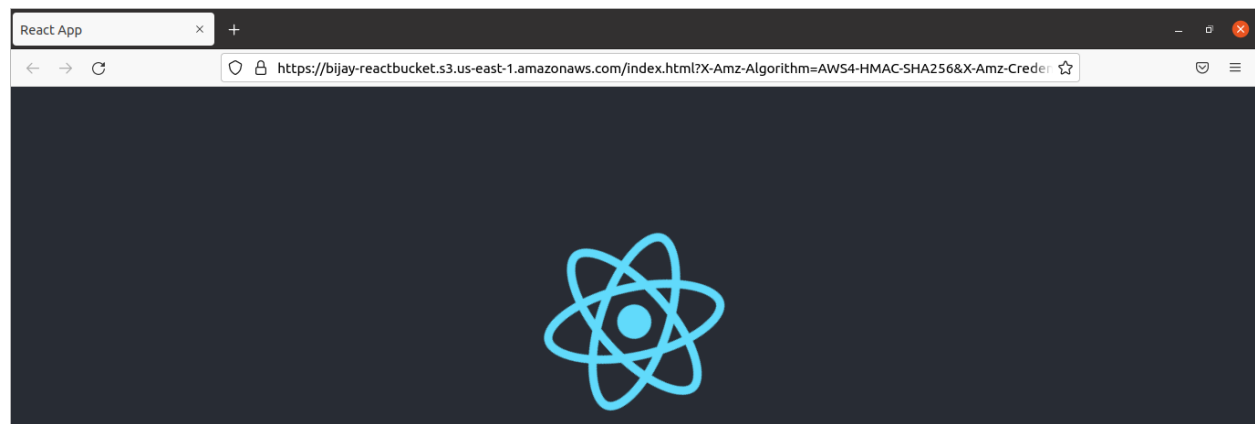 React App
https://bijay-reactbucket.s3.us-east-1.amazonaws.com/index.html?X-Amz-Algorithm=AWS4-HMAC-SHA256&X-Amz-Creder